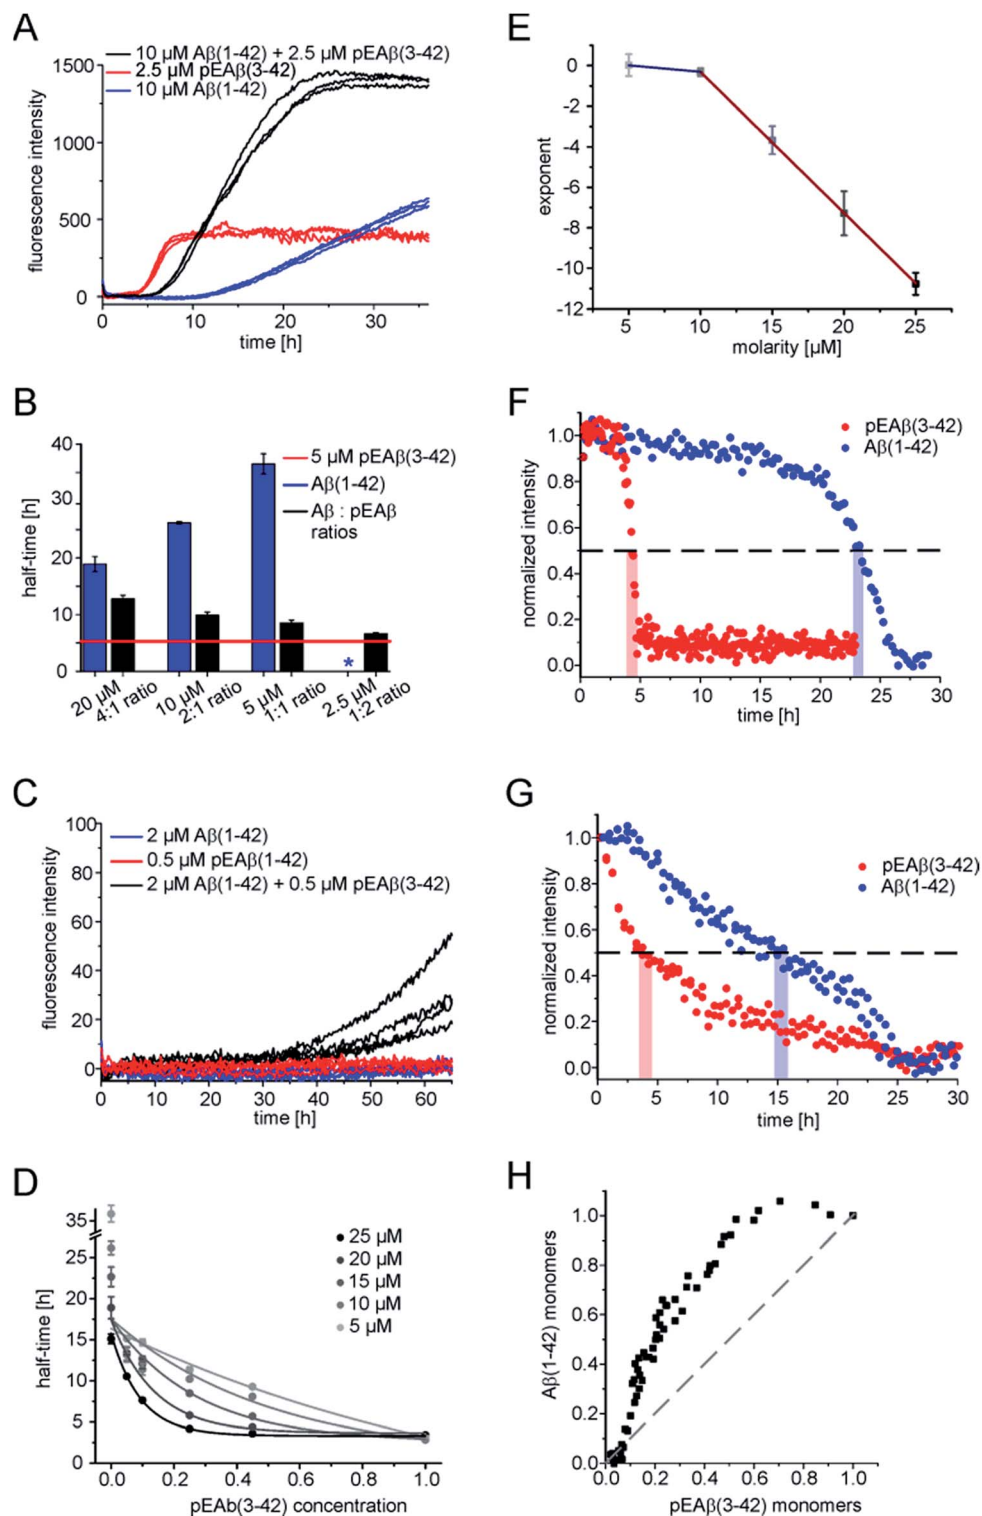 A
10 µM Aβ(1-42) + 2.5 µM pEAβ(3-42)
2.5 µM pEAβ(3-42)
10 µM Aβ(1-42)
1500
1000
500
0
fluorescence intensity
0 10 20 30
time [h]
E
0
-2
-4
-6
-8
-10
-12
exponent
5 10 15 20 25
molarity [µM]
B
40
30
20
10
0
half-time [h]
5 µM pEAβ(3-42)
Aβ(1-42)
Aβ : pEAβ
ratios
*
20 µM 4:1 ratio 10 µM 2:1 ratio 5 µM 1:1 ratio 2.5 µM 1:2 ratio
F
pEAβ(3-42)
Aβ(1-42)
1.0
0.8
0.6
0.4
0.2
0.0
normalized intensity
0 5 10 15 20 25 30
time [h]
C
2 µM Aβ(1-42)
0.5 µM pEAβ(1-42)
2 µM Aβ(1-42) + 0.5 µM pEAβ(3-42)
100
80
60
40
20
0
fluorescence intensity
0 10 20 30 40 50 60
time [h]
G
pEAβ(3-42)
Aβ(1-42)
1.0
0.8
0.6
0.4
0.2
0.0
normalized intensity
0 5 10 15 20 25 30
time [h]
D
35
25
20
15
10
5
0
half-time [h]
25 µM
20 µM
15 µM
10 µM
5 µM
0.0 0.2 0.4 0.6 0.8 1.0
pEAb(3-42) concentration
H
1.0
0.8
0.6
0.4
0.2
0.0
Aβ(1-42) monomers
0.0 0.2 0.4 0.6 0.8 1.0
pEAβ(3-42) monomers